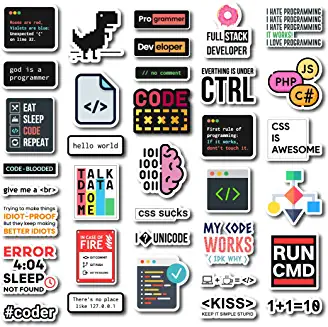 Roses are red,
Violets are blue,
Unexpected '{'
on line 32.
god is a
programmer
EAT
SLEEP
CODE
REPEAT
CODE-BLOODED
give me a <br>
Trying to make things
IDIOT-PROOF
But they keep making
BETTER IDIOTS
ERROR
4:04
SLEEP
NOT FOUND
#coder
</>
hello world
TALK
DATA
TO
ME
IN CASE OF
FIRE
GIT COMMIT
GIT PUSH
There's no place
like 127.0.0.1
Programmer
Developer
// no comment
CODE
css sucks
I � UNICODE
</>
FULL STACK
DEVELOPER
EVERYTHING IS UNDER
CTRL
First rule of
programming:
If it works,
don't touch it.
</>
MY CODE
WORKS
IDK WHY
<KISS>
KEEP IT SIMPLE STUPID
I HATE PROGRAMMING
I HATE PROGRAMMING
I HATE PROGRAMMING
IT WORKS!
I LOVE PROGRAMMING
JS
PHP
C#
CSS
IS
AWESOME
RUN
CMD
1+1=10